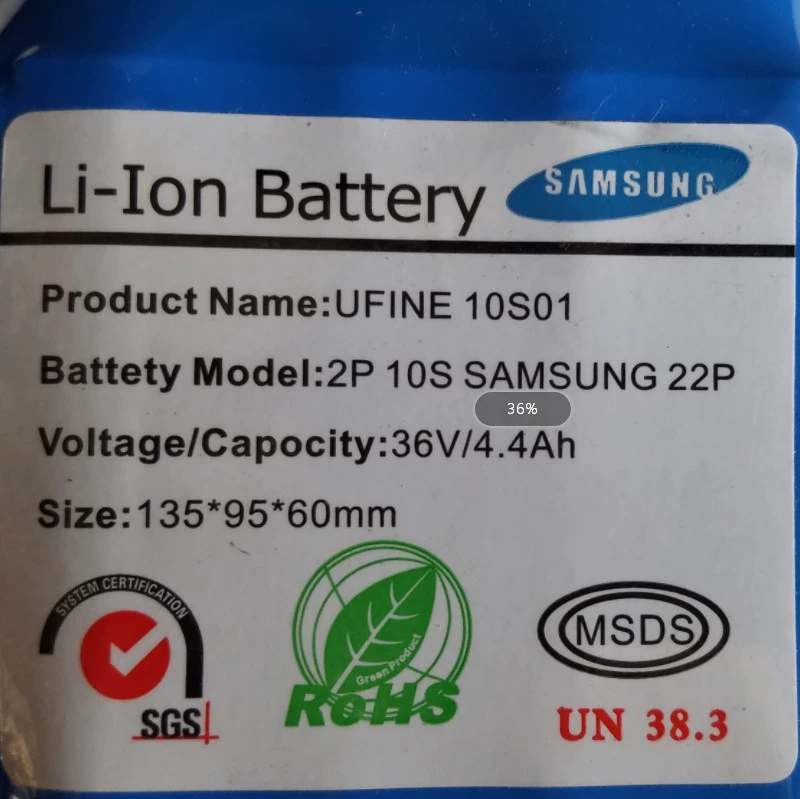 Li-Ion Battery
SAMSUNG
Product Name:UFINE 10S01
Battety Model:2P 10S SAMSUNG 22P
36%
Voltage/Capocity:36V/4.4Ah
Size:135*95*60mm
SYSTEM CERTIFICATION
SGS
Green Product
RoHS
MSDS
UN 38.3